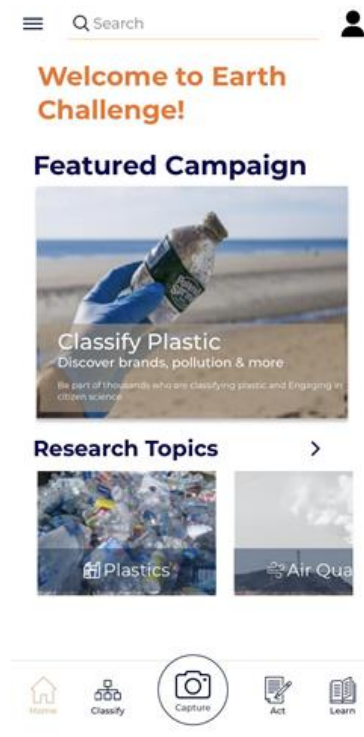 Search
Welcome to Earth
Challenge!
Featured Campaign
Classify Plastic
Discover brands, pollution & more
Be part of thousands who are classifying plastic and Engaging in
citizen science
Research Topics
Plastics
Air Qua
Home
Classify
Capture
Act
Learn